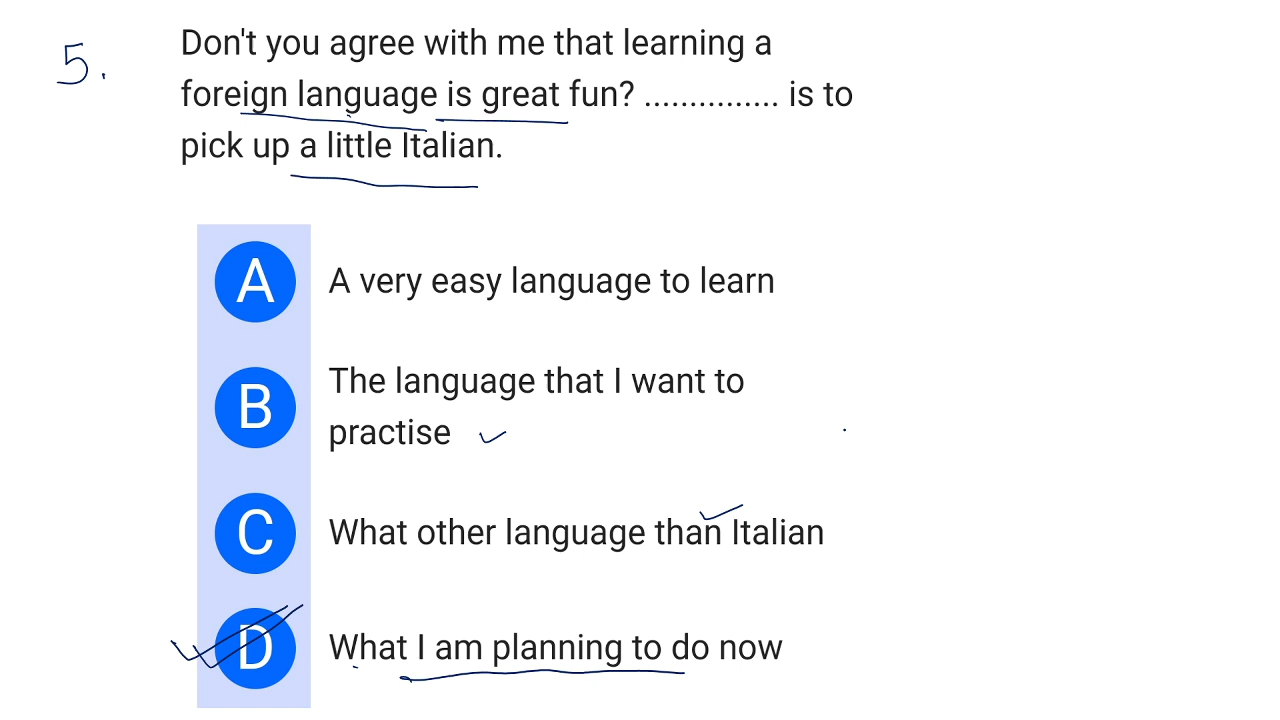 5.
Don't you agree with me that learning a
foreign language is great fun? ............... is to
pick up a little Italian.
A
A very easy language to learn
B
The language that I want to
practise
C
What other language than Italian
D
What I am planning to do now